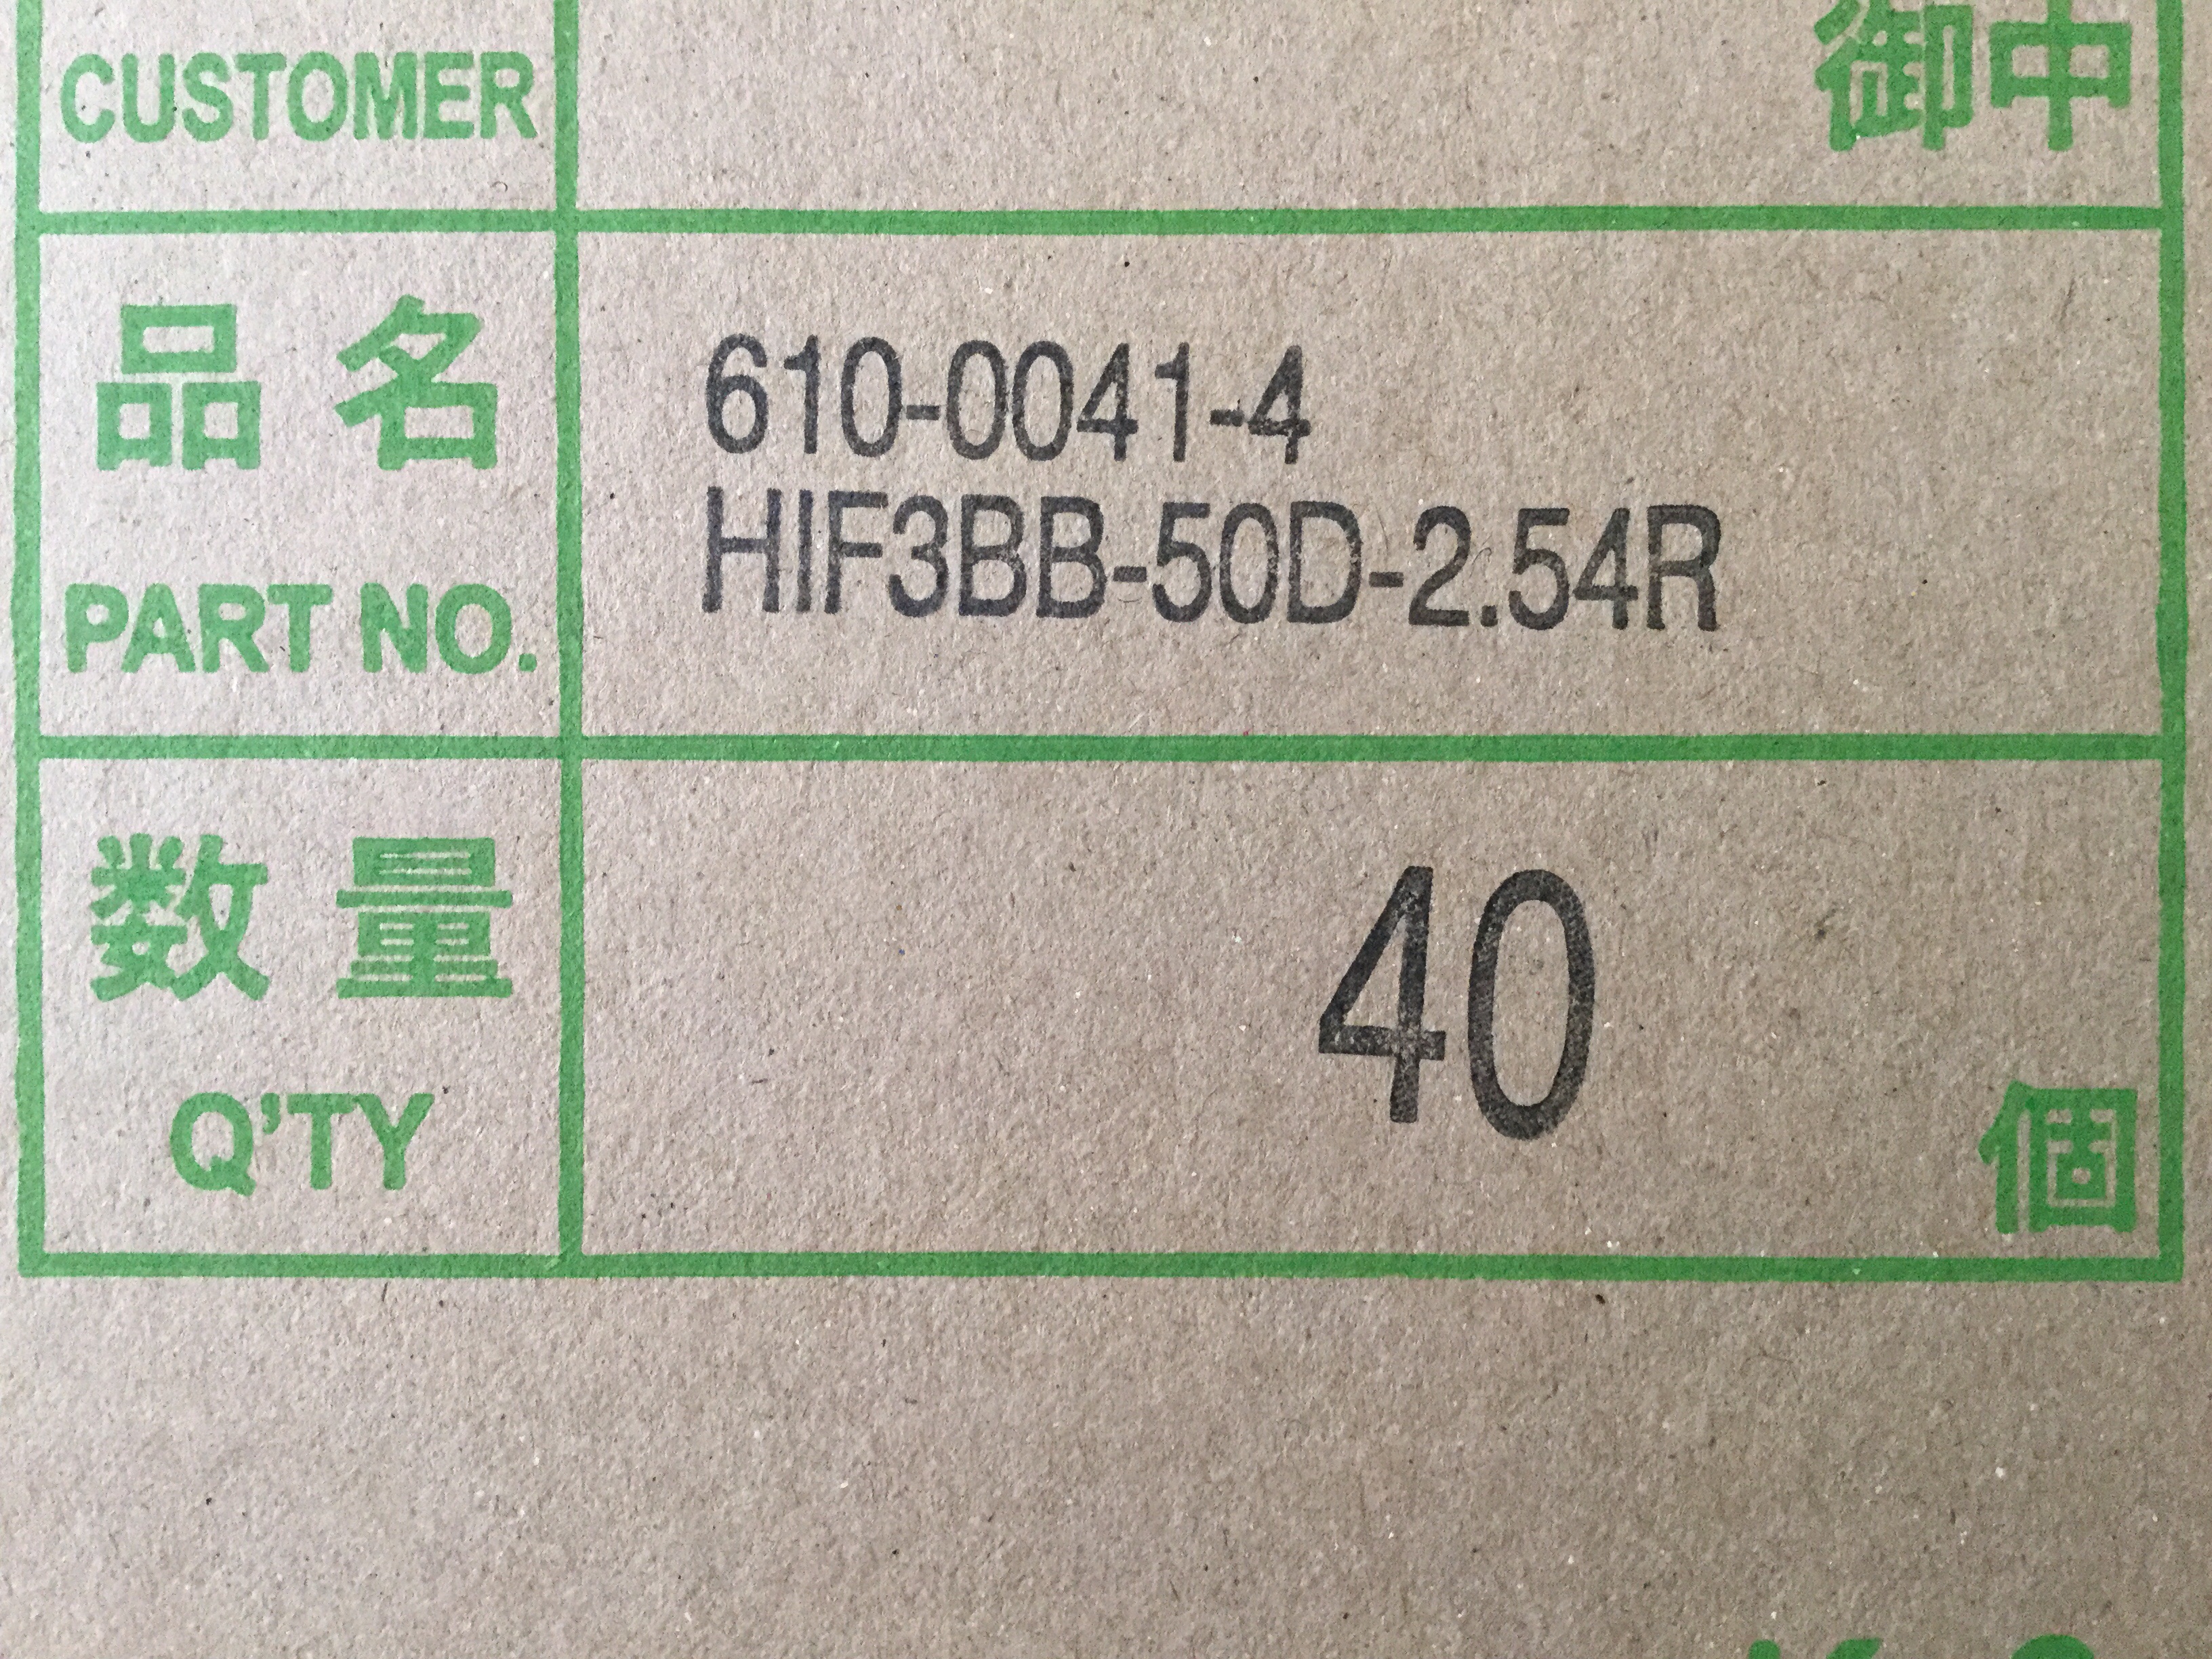 CUSTOMER 御中
品名
PART NO.
610-0041-4
HIF3BB-50D-2.54R
数量
Q'TY
40
個